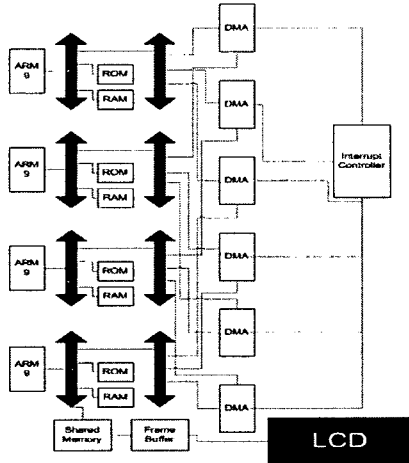 DMA
ARM
9
ROM
RAM
DMA
Interrupt
Controller
ARM
9
ROM
RAM
DMA
ARM
9
ROM
RAM
DMA
DMA
ARM
9
ROM
RAM
DMA
Shared
Memory
Frame
Buffer
LCD